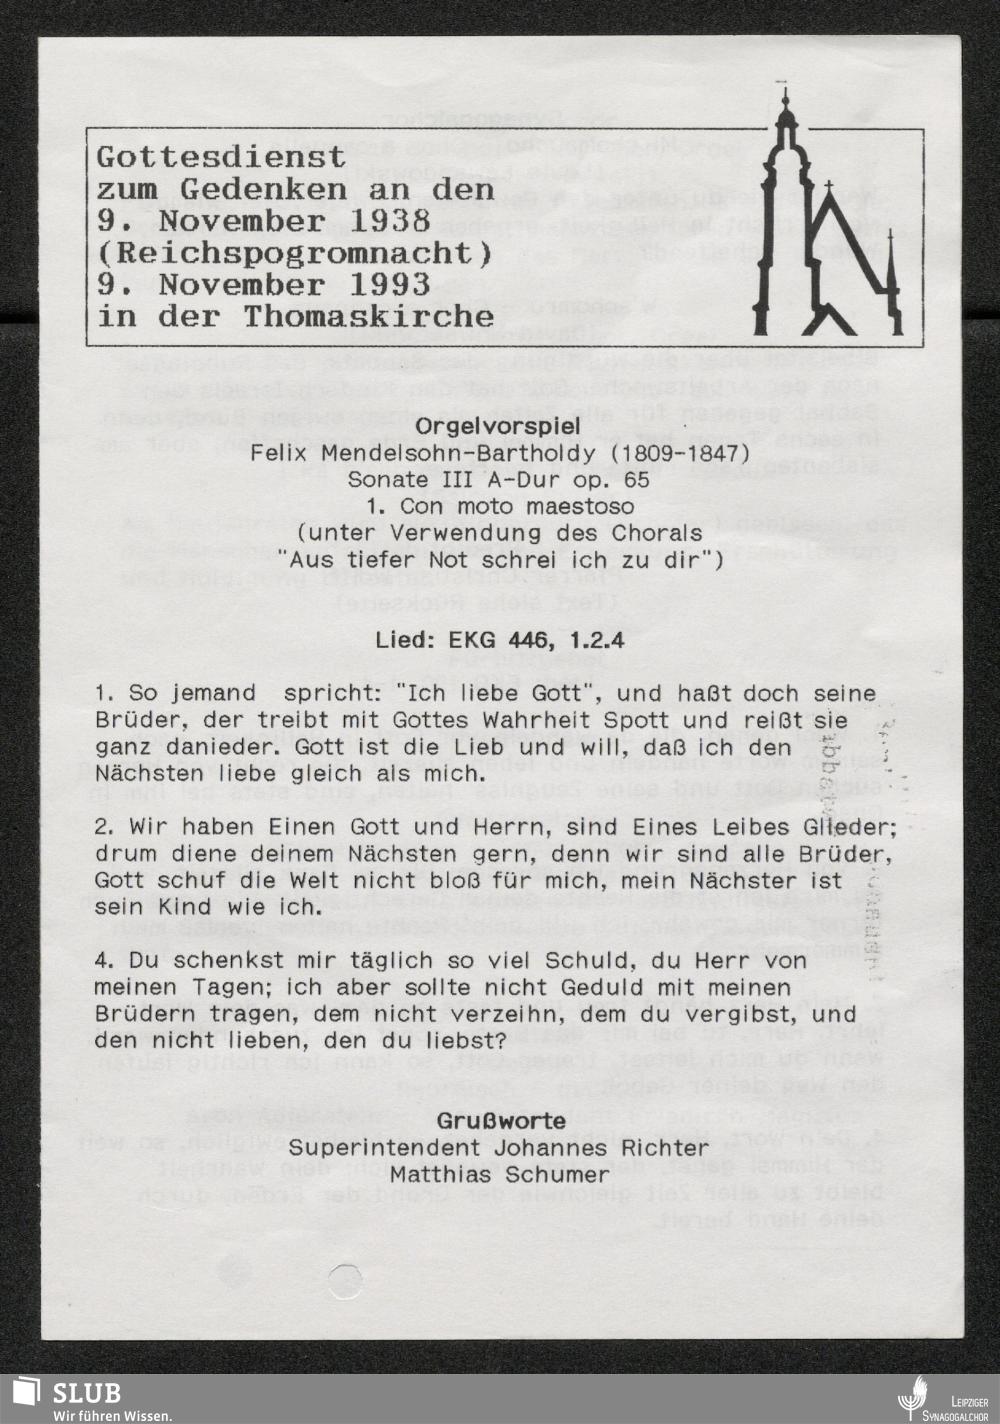 Gottesdienst
zum Gedenken an den
9. November 1938
(Reichspogromnacht)
9. November 1993
in der Thomaskirche
Orgelvorspiel
Felix Mendelsohn-Bartholdy (1809-1847)
Sonate III A-Dur op. 65
1. Con moto maestoso
(unter Verwendung des Chorals
"Aus tiefer Not schrei ich zu dir")
Lied: EKG 446, 1.2.4
1. So jemand spricht: "Ich liebe Gott", und haßt doch seine
Brüder, der treibt mit Gottes Wahrheit Spott und reißt sie
ganz danieder. Gott ist die Lieb und will, daß ich den
Nächsten liebe gleich als mich.
2. Wir haben Einen Gott und Herrn, sind Eines Leibes Glieder;
drum diene deinem Nächsten gern, denn wir sind alle Brüder,
Gott schuf die Welt nicht bloß für mich, mein Nächster ist
sein Kind wie ich.
4. Du schenkst mir täglich so viel Schuld, du Herr von
meinen Tagen; ich aber sollte nicht Geduld mit meinen
Brüdern tragen, dem nicht verzeihn, dem du vergibst, und
den nicht lieben, den du liebst?
Grußworte
Superintendent Johannes Richter
Matthias Schumer
SLUB
Wir führen Wissen.
LEIPZIGER
SYNAGOGALCHOR